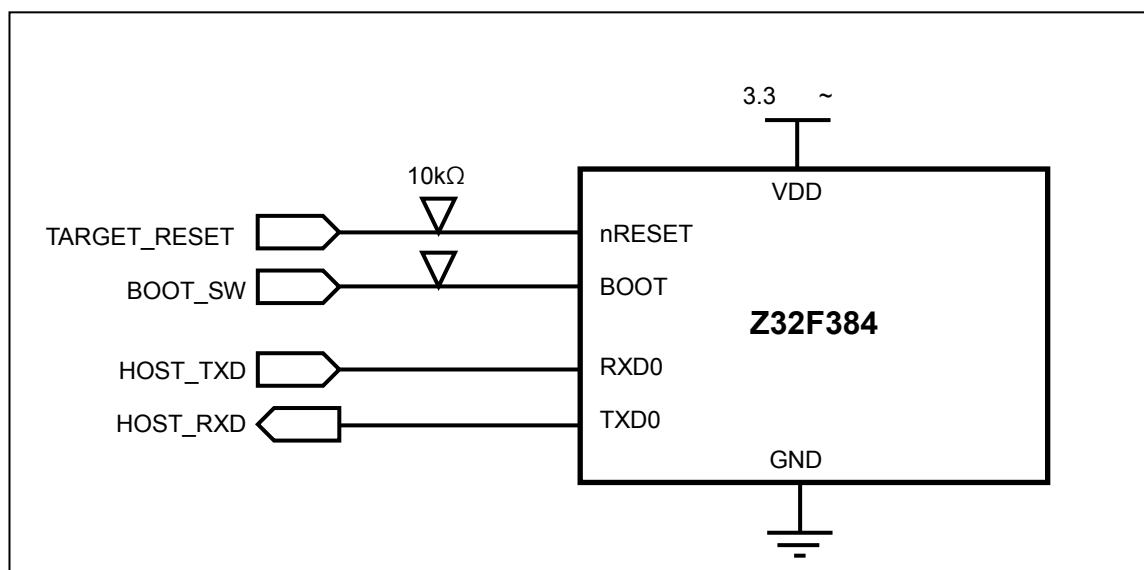 3.3 ~
VDD
10kΩ
TARGET_RESET
nRESET
BOOT_SW
BOOT
Z32F384
HOST_TXD
RXD0
HOST_RXD
TXD0
GND